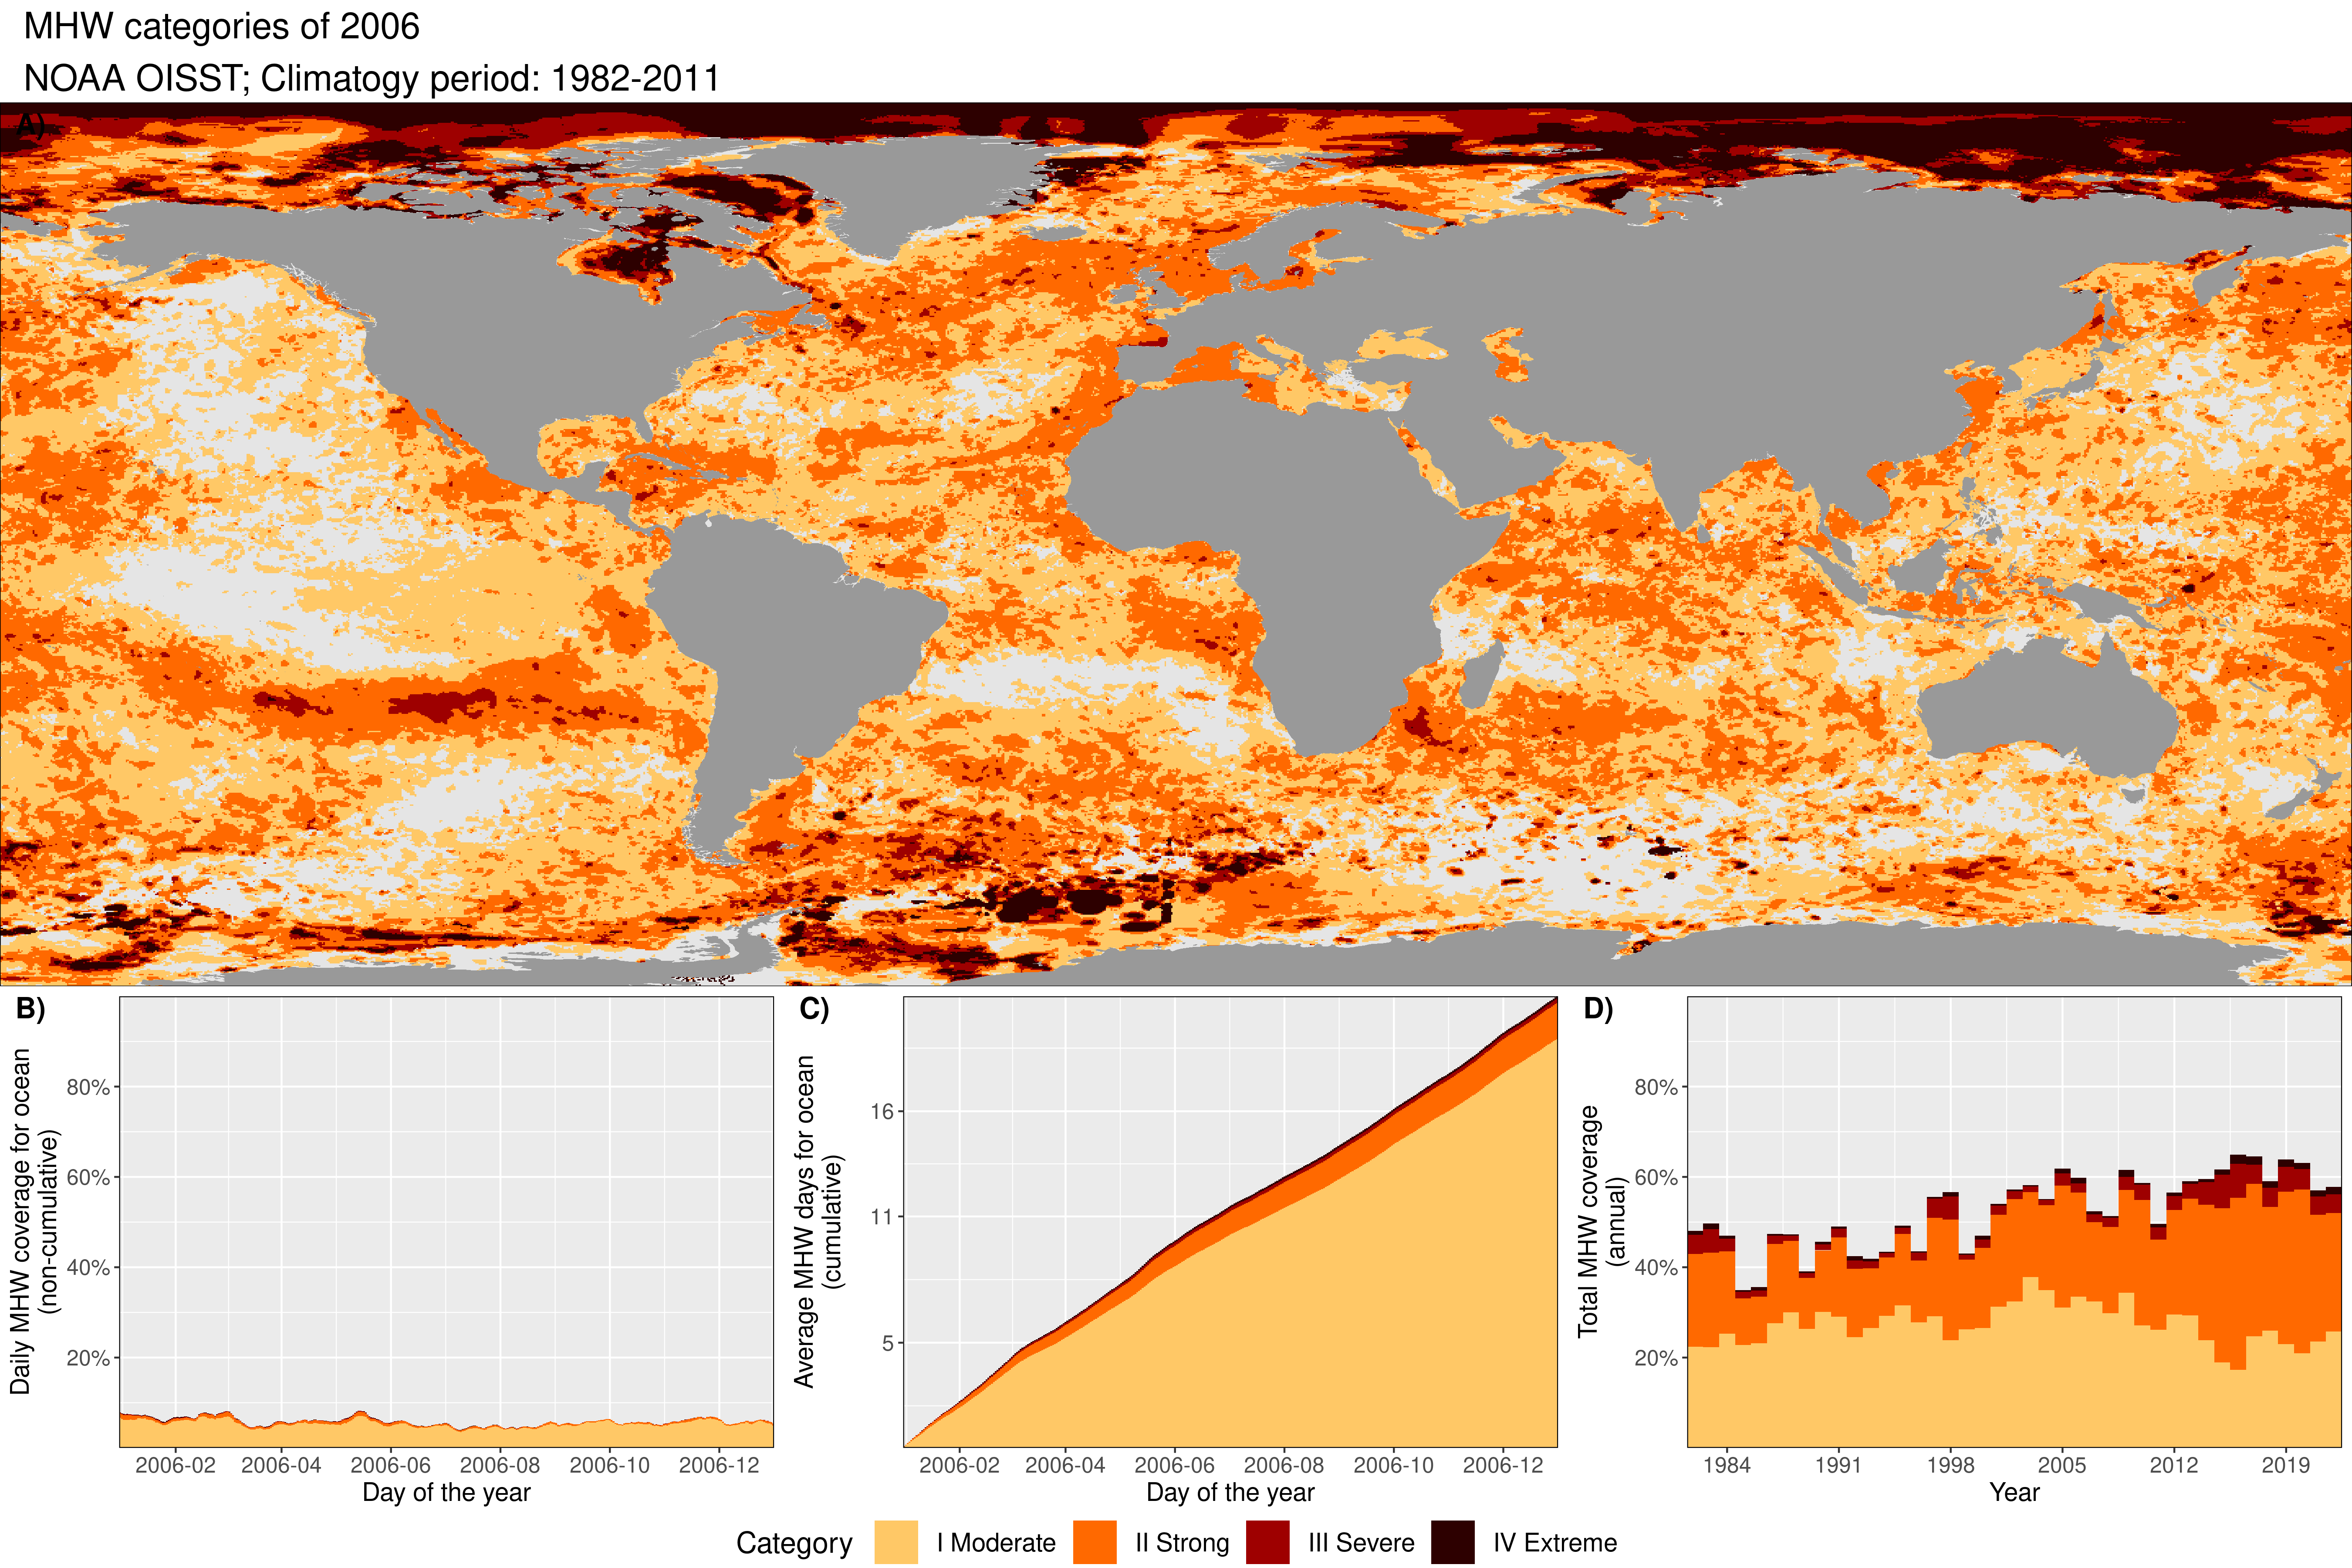 MHW categories of 2006
NOAA OISST; Climatogy period: 1982-2011
A)
B)
Daily MHW coverage for ocean
(non-cumulative)
80%
60%
40%
20%
2006-02 2006-04 2006-06 2006-08 2006-10 2006-12
Day of the year
C)
Average MHW days for ocean
(cumulative)
16
11
5
2006-02 2006-04 2006-06 2006-08 2006-10 2006-12
Day of the year
D)
Total MHW coverage
(annual)
80%
60%
40%
20%
1984 1991 1998 2005 2012 2019
Year
Category I Moderate II Strong III Severe IV Extreme